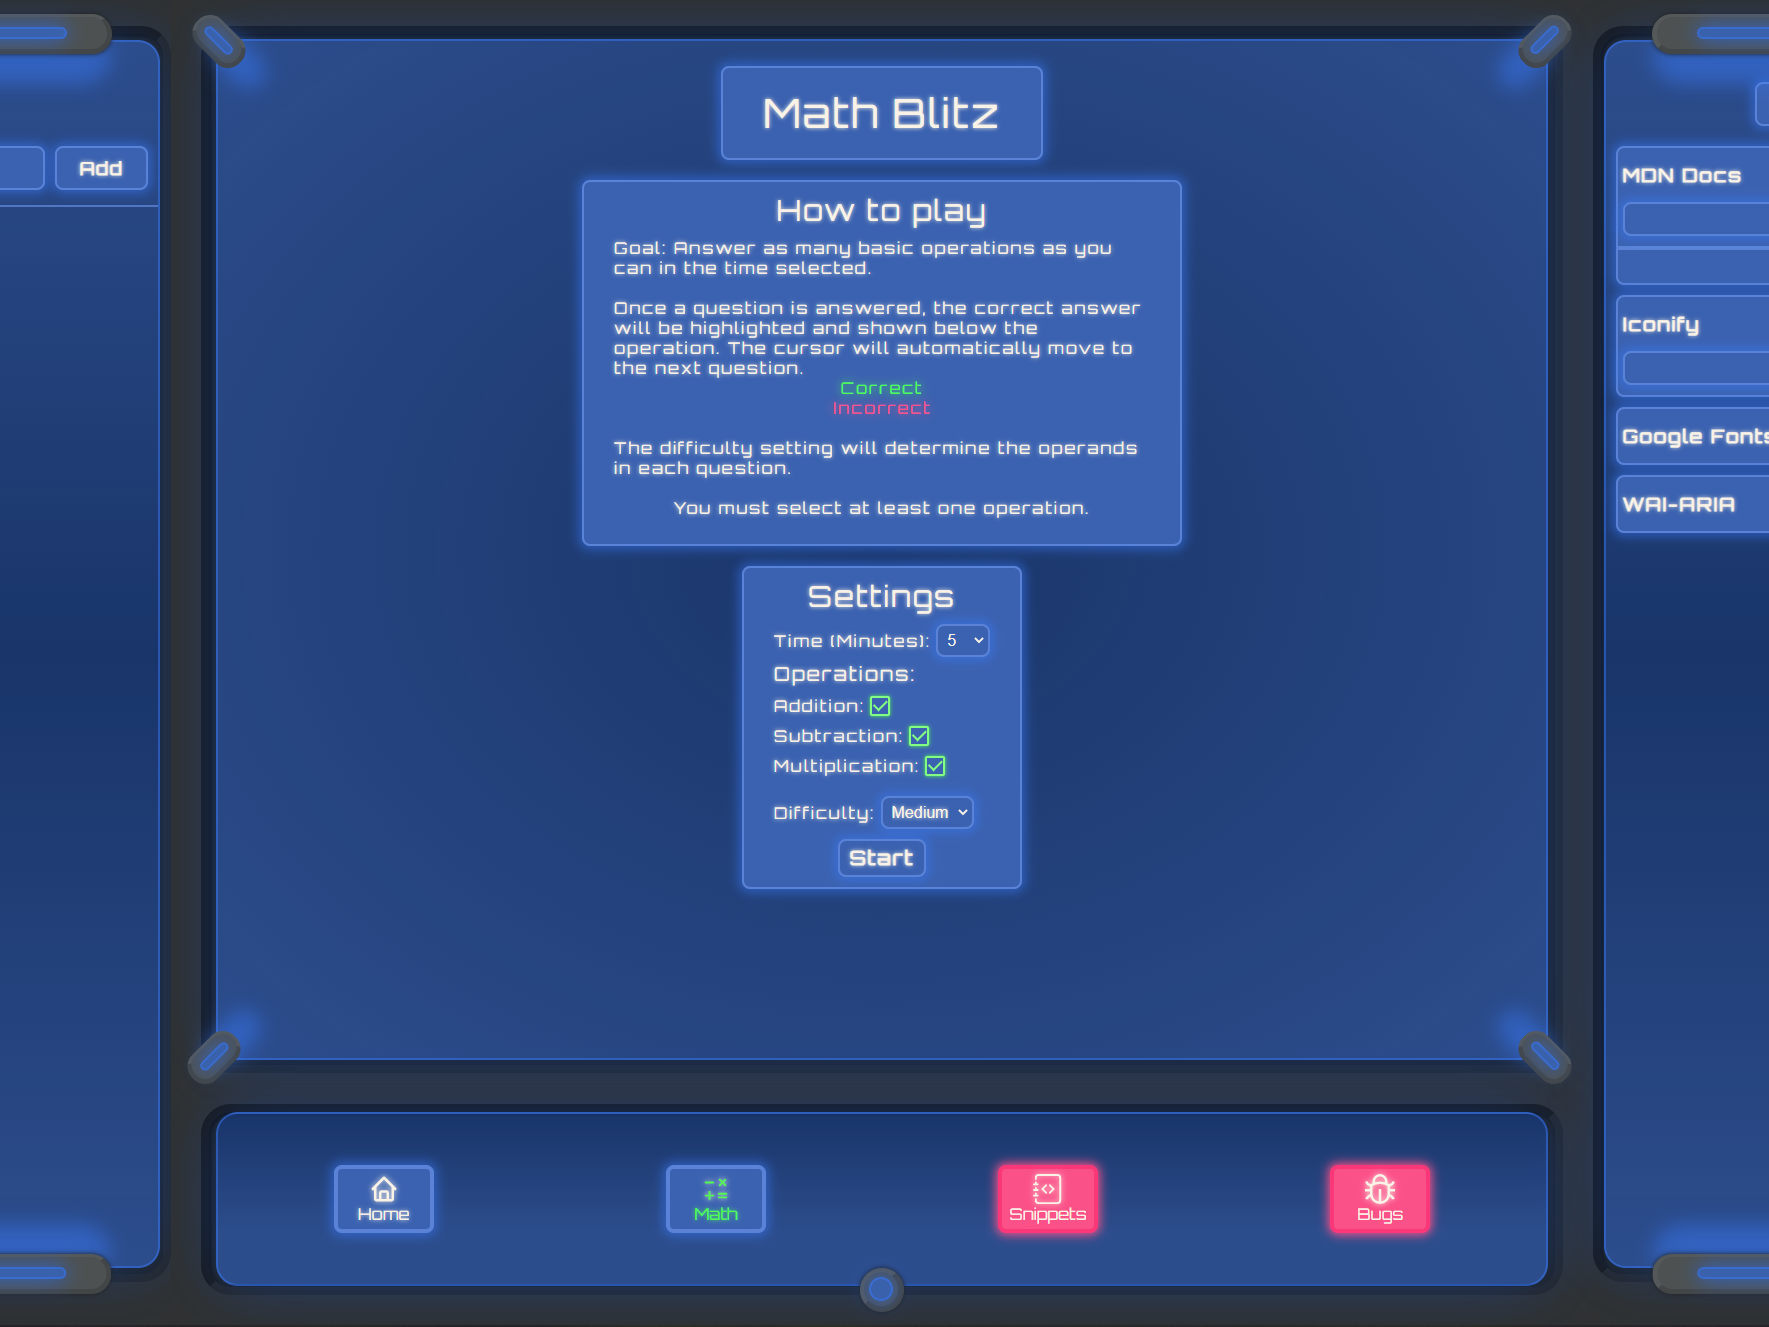 Add
Math Blitz
How to play
Goal: Answer as many basic operations as you
can in the time selected.
Once a question is answered, the correct answer
will be highlighted and shown below the
operation. The cursor will automatically move to
the next question.
Correct
Incorrect
The difficulty setting will determine the operands
in each question.
You must select at least one operation.
Settings
Time (Minutes): 5
Operations:
Addition:
Subtraction:
Multiplication:
Difficulty: Medium
Start
MDN Docs
Iconify
Google Fonts
WAI-ARIA
Home
Math
Snippets
Bugs